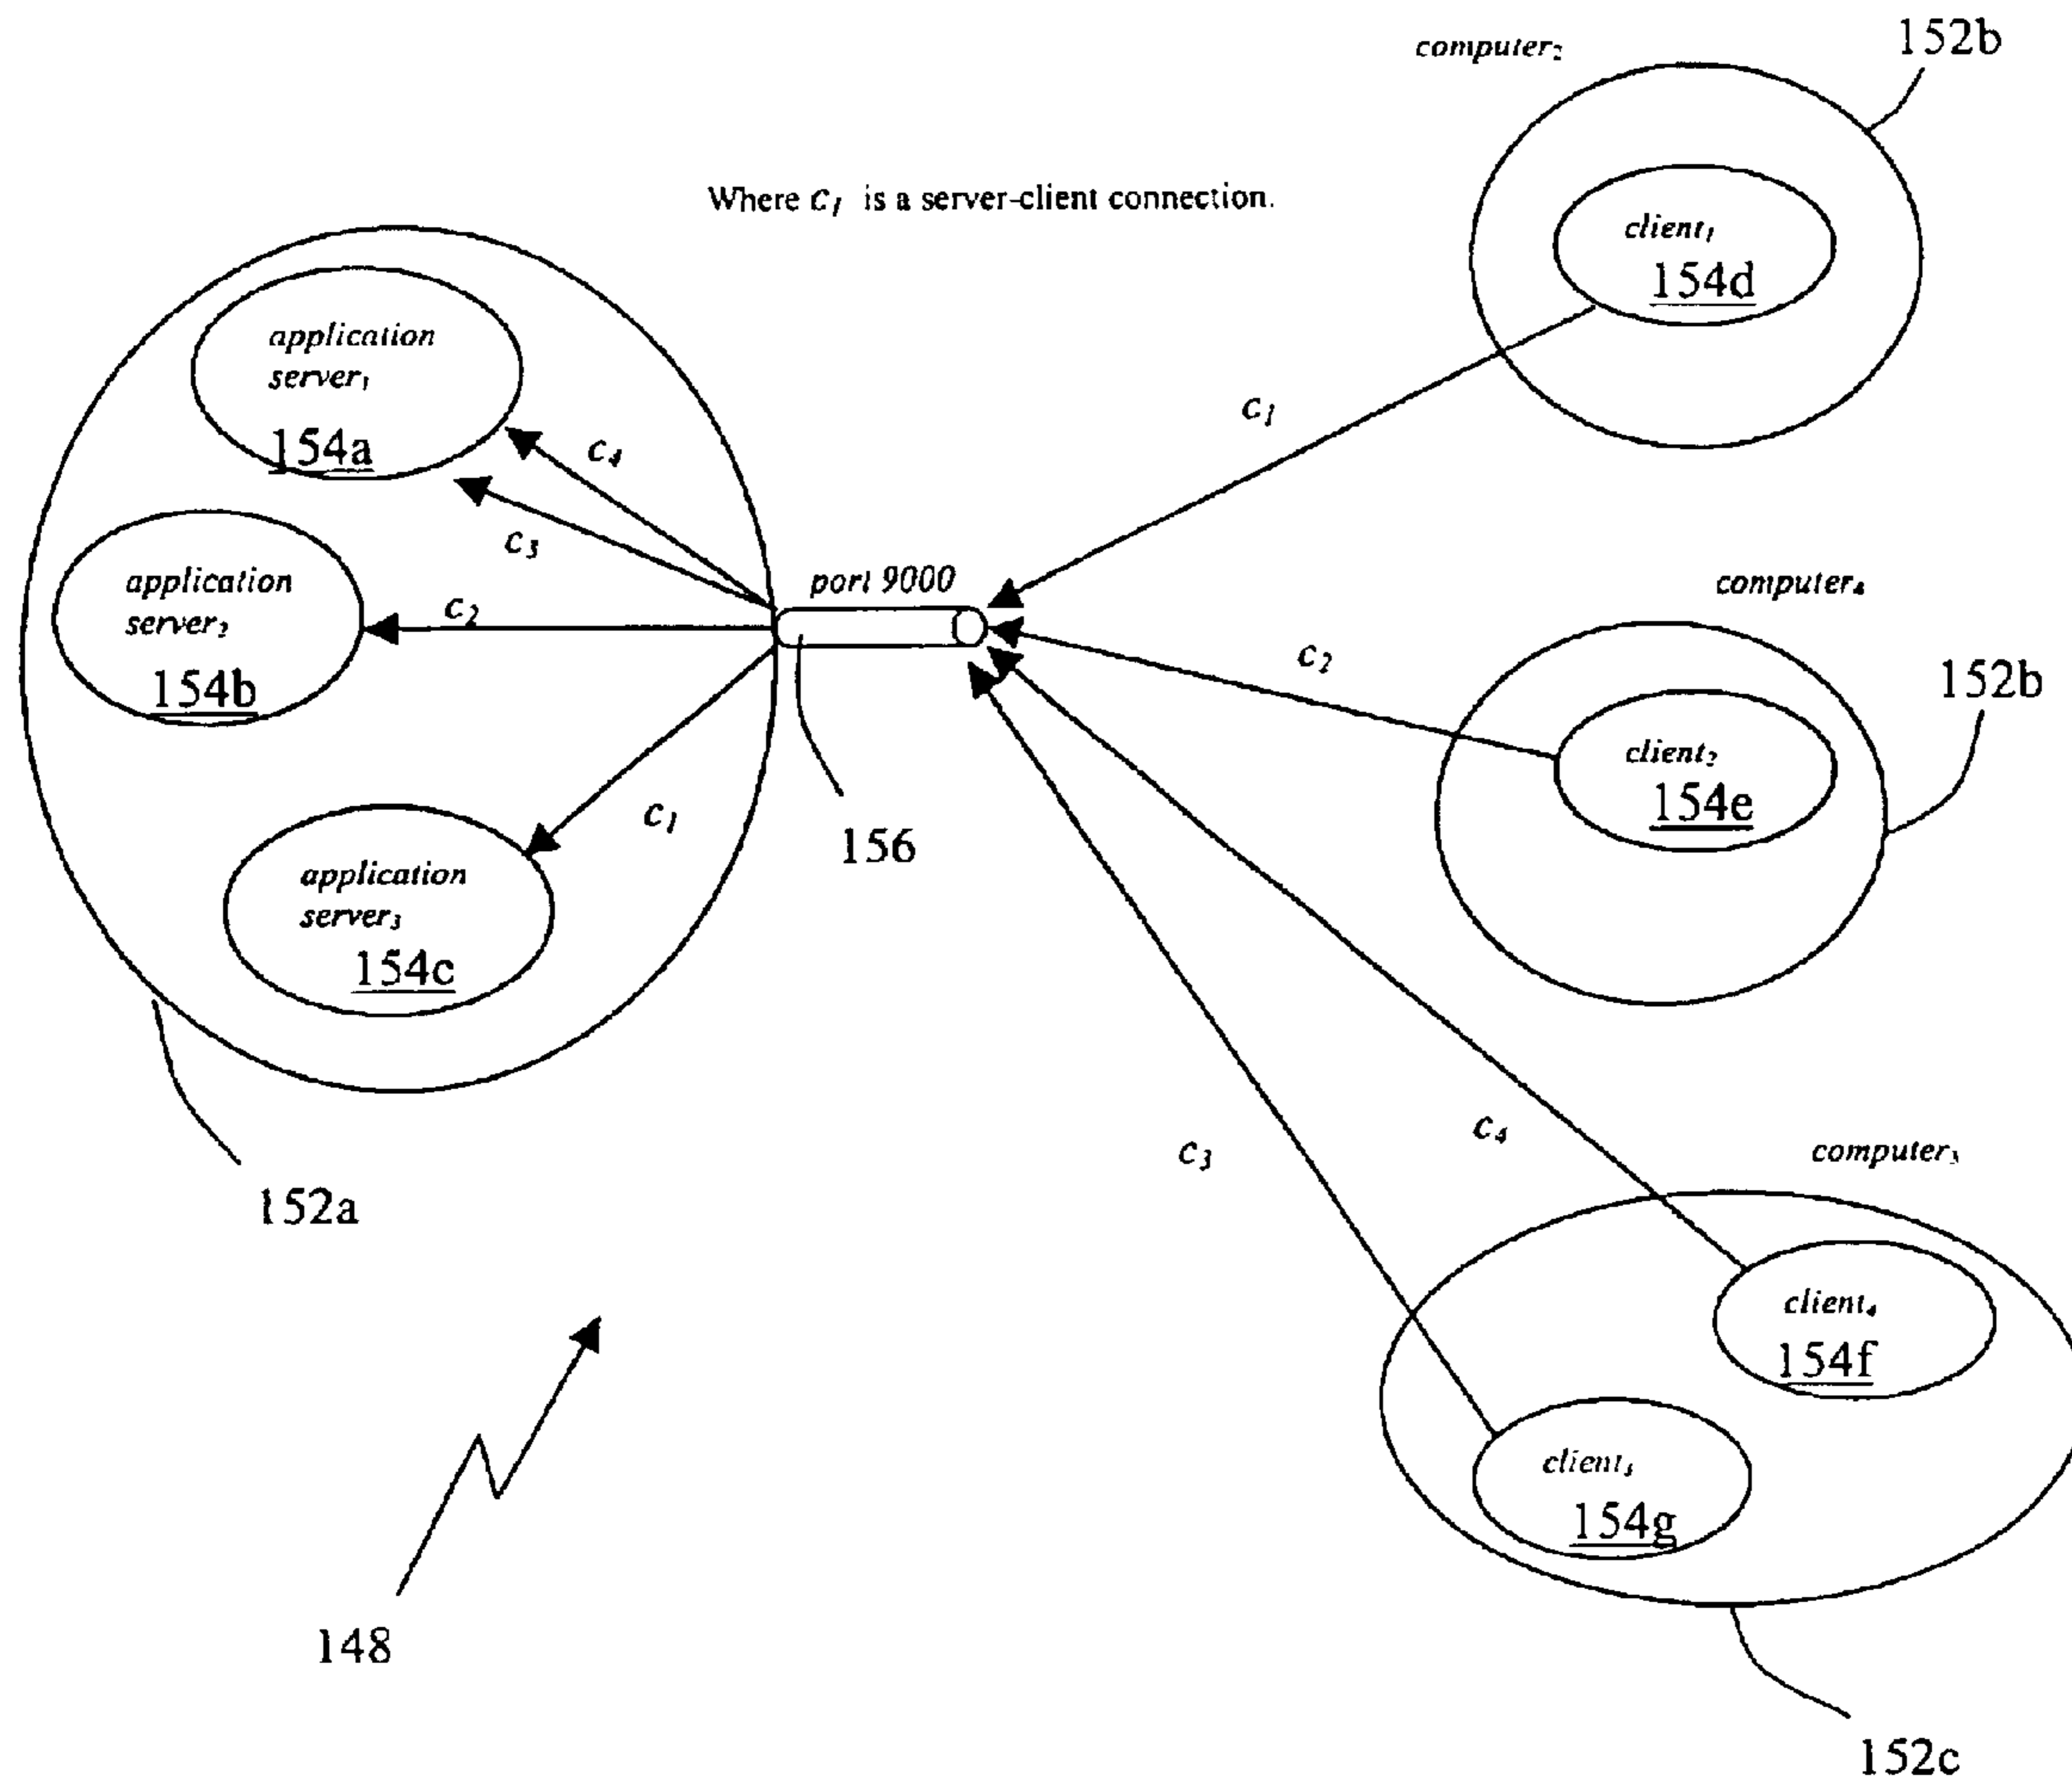 computer₂
152b
Where c₁ is a server-client connection.
client₁
154d
application
server₁
154a
c₄
c₁
c₃
port 9000
computer₄
application
server₂
154b
c₂
c₂
152b
client₂
154e
c₁
156
application
server₃
154c
c₃
c₄
computer₃
152a
client₄
154f
client₃
154g
148
152c